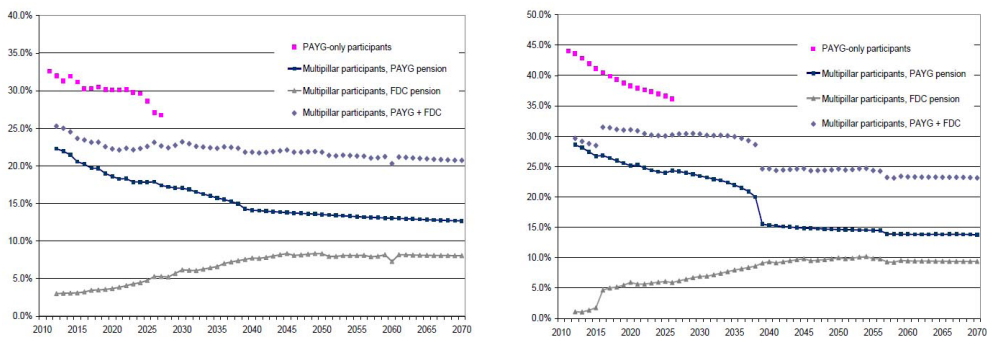 40.0%
35.0%
30.0%
25.0%
20.0%
15.0%
10.0%
5.0%
0.0%
PAYG-only participants
Multipillar participants, PAYG pension
Multipillar participants, FDC pension
Multipillar participants, PAYG + FDC
2010 2015 2020 2025 2030 2035 2040 2045 2050 2055 2060 2065 2070
50.0%
45.0%
40.0%
35.0%
30.0%
25.0%
20.0%
15.0%
10.0%
5.0%
0.0%
PAYG-only participants
Multipillar participants, PAYG pension
Multipillar participants, FDC pension
Multipillar participants, PAYG + FDC
2010 2015 2020 2025 2030 2035 2040 2045 2050 2055 2060 2065 2070